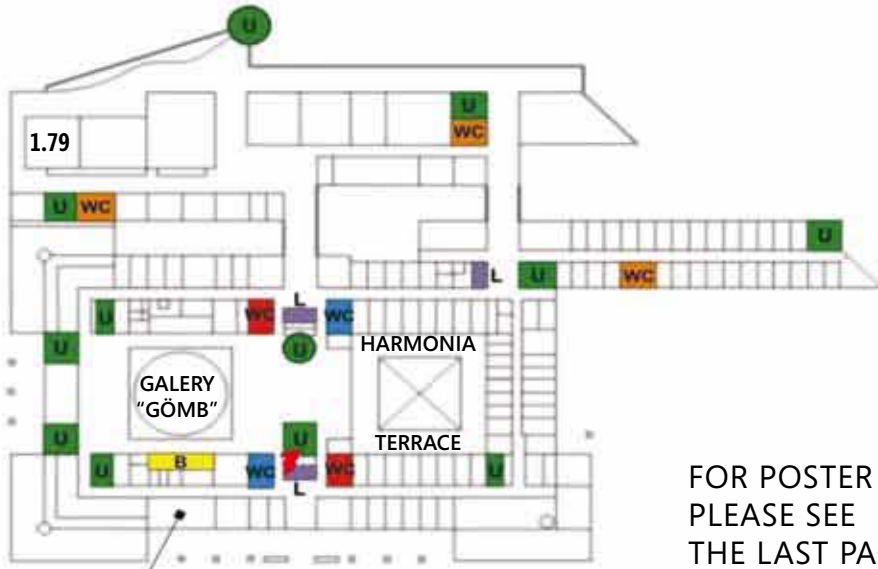 U
U
WC
1.79
U WC
U
L U WC
U WC L WC
U
U
HARMONIA
GALERY
"GÖMB"
U U
TERRACE
U B WC WC U
L
FOR POSTER
PLEASE SEE
THE LAST PA